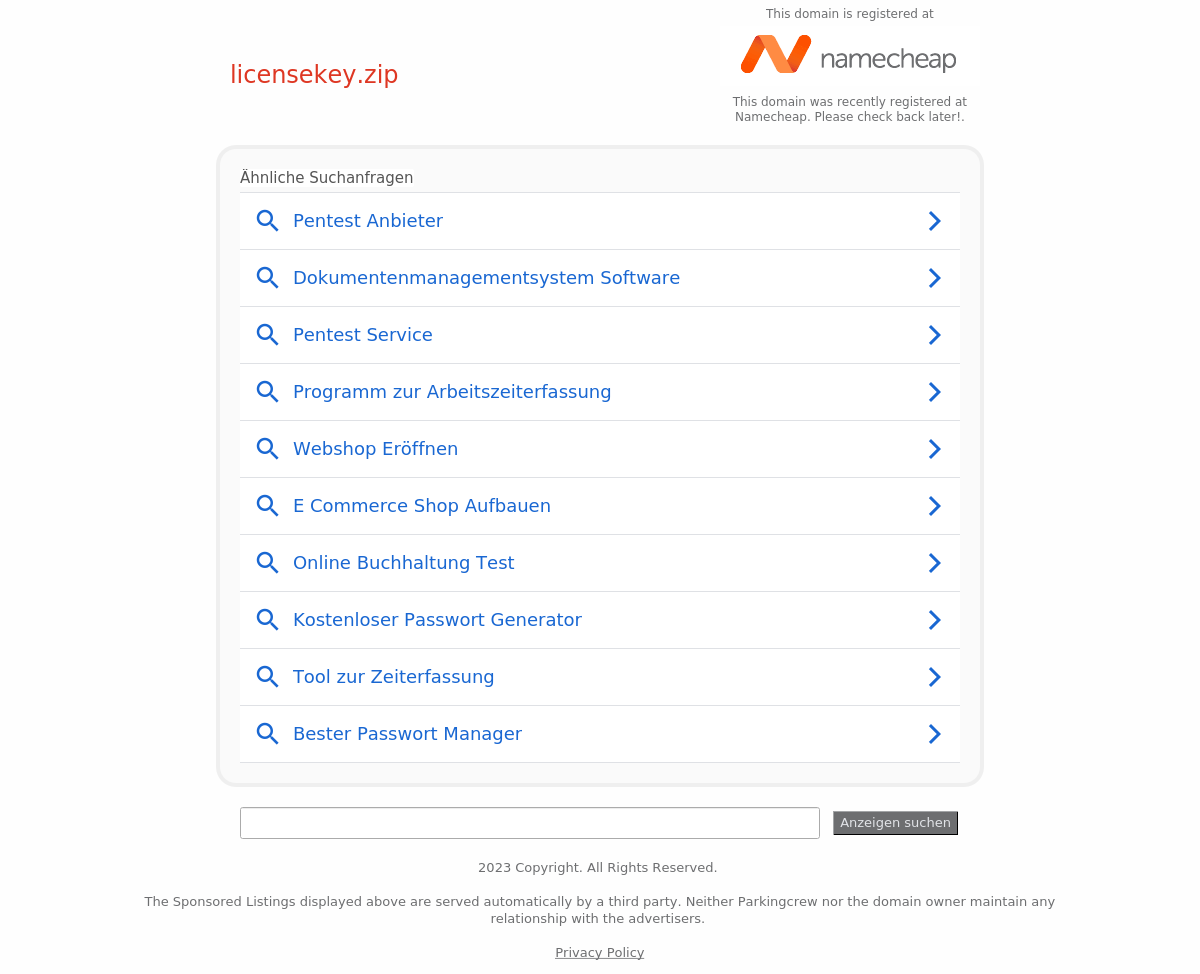 This domain is registered at
namecheap
licensekey.zip
This domain was recently registered at
Namecheap. Please check back later!.
Ähnliche Suchanfragen
Pentest Anbieter
Dokumentenmanagementsystem Software
Pentest Service
Programm zur Arbeitszeiterfassung
Webshop Eröffnen
E Commerce Shop Aufbauen
Online Buchhaltung Test
Kostenloser Passwort Generator
Tool zur Zeiterfassung
Bester Passwort Manager
Anzeigen suchen
2023 Copyright. All Rights Reserved.
The Sponsored Listings displayed above are served automatically by a third party. Neither Parkingcrew nor the domain owner maintain any
relationship with the advertisers.
Privacy Policy